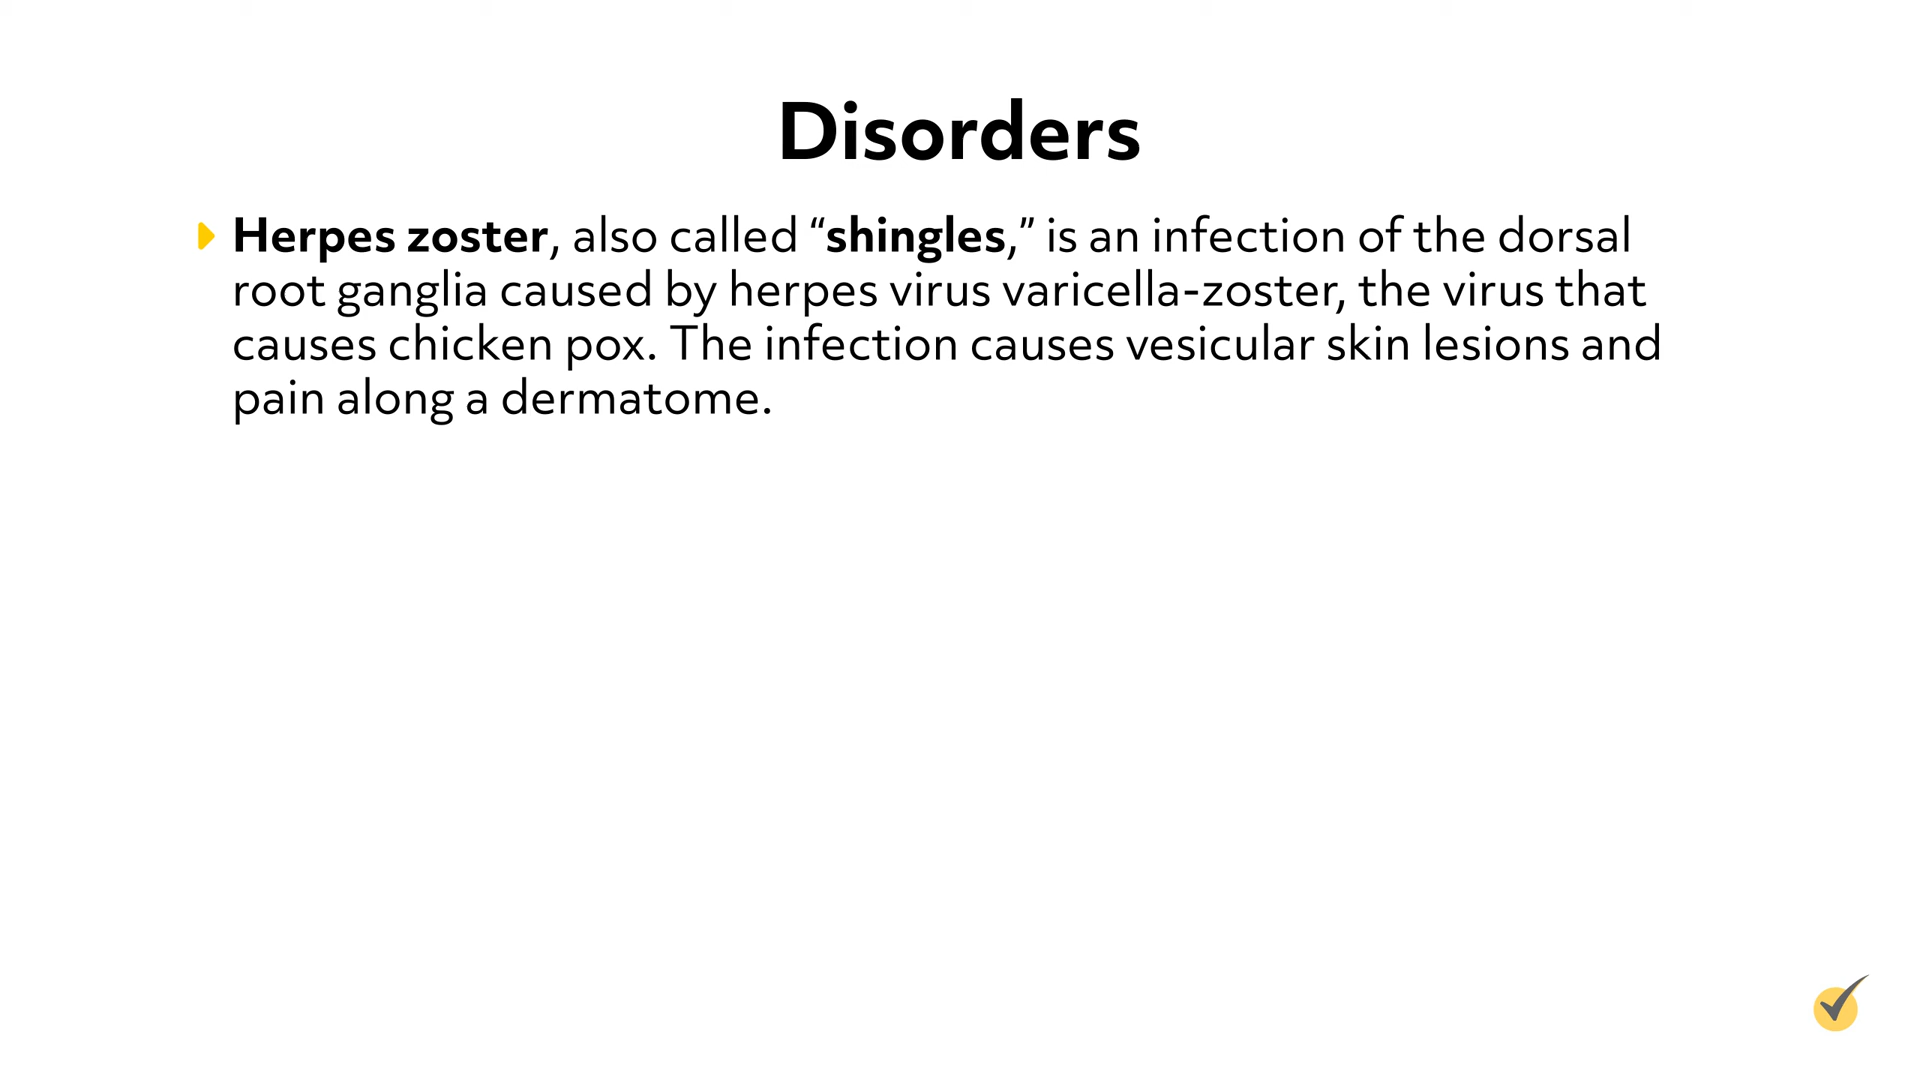 Disorders
Herpes zoster, also called “shingles,” is an infection of the dorsal
root ganglia caused by herpes virus varicella-zoster, the virus that
causes chicken pox. The infection causes vesicular skin lesions and
pain along a dermatome.